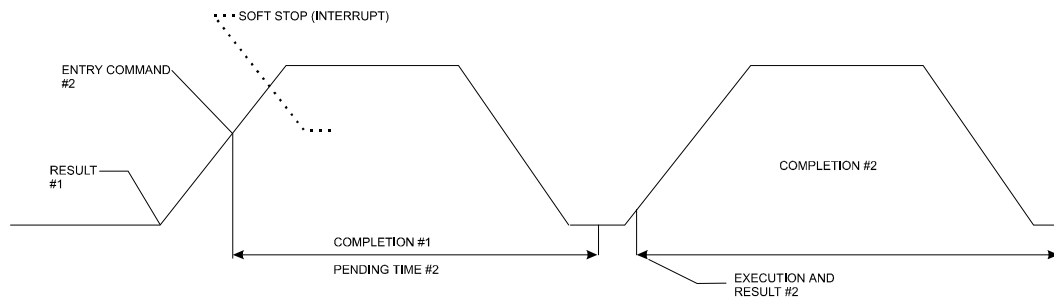 SOFT STOP (INTERRUPT)
ENTRY COMMAND
#2
RESULT
#1
COMPLETION #2
COMPLETION #1
PENDING TIME #2
EXECUTION AND
RESULT #2